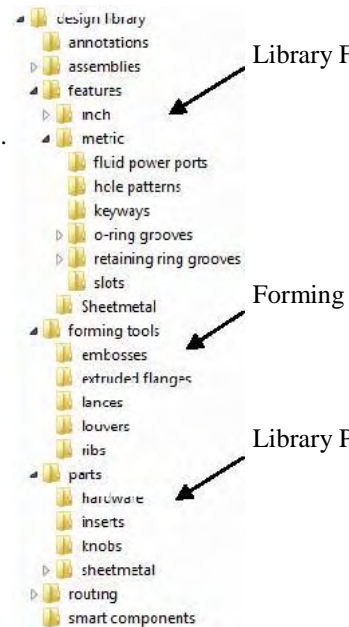 design library
annotations
assemblies
features
inch
metric
fluid power ports
hole patterns
keyways
o-ring grooves
retaining ring grooves
slots
Sheetmetal
forming tools
embosses
extruded flanges
lances
louvers
ribs
parts
hardware
inserts
knobs
sheetmetal
routing
smart components
Library F
Forming
Library P
.